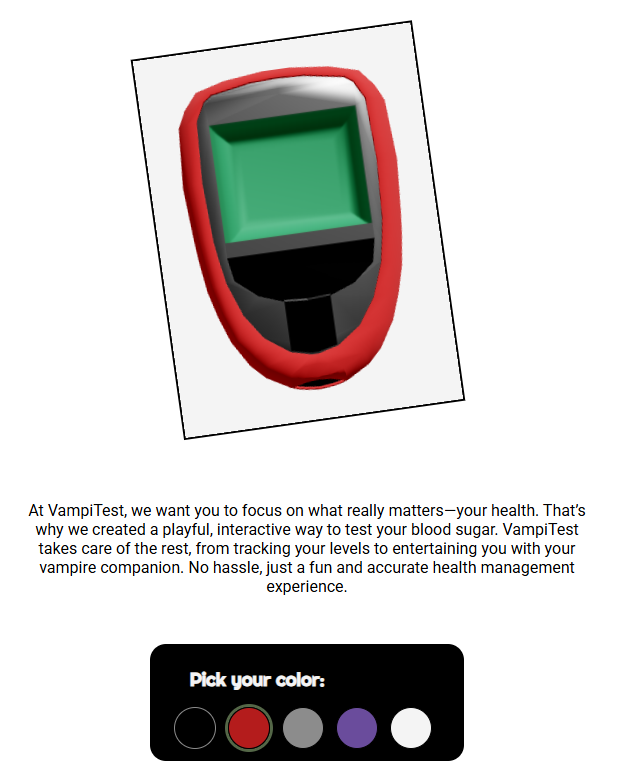 At VampiTest, we want you to focus on what really matters—your health. That’s
why we created a playful, interactive way to test your blood sugar. VampiTest
takes care of the rest, from tracking your levels to entertaining you with your
vampire companion. No hassle, just a fun and accurate health management
experience.
Pick your color: